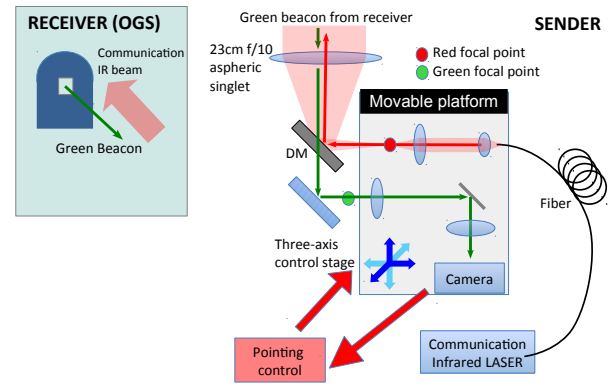 RECEIVER (OGS)
Communication
IR beam
Green Beacon
Green beacon from receiver
SENDER
23cm f/10
aspheric
singlet
Red focal point
Green focal point
Movable platform
DM
Fiber
Three-axis
control stage
Camera
Pointing
control
Communication
Infrared LASER